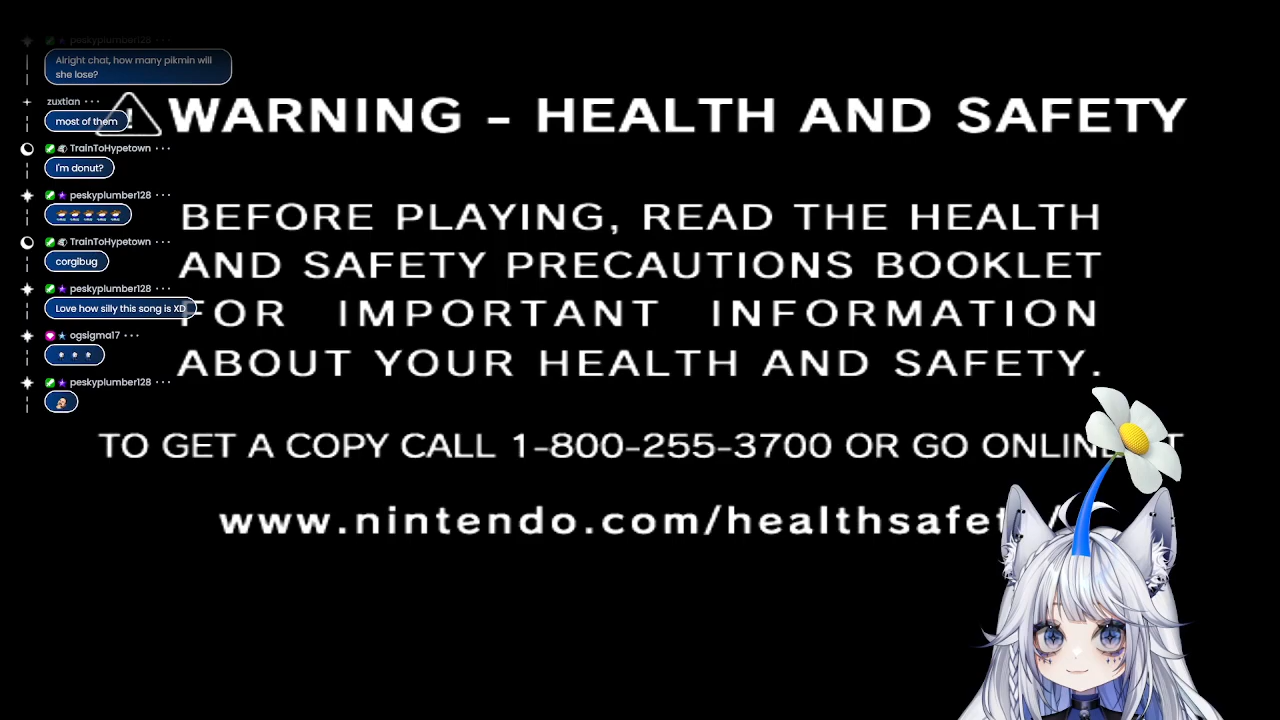 peskyplumber128
Alright chat, how many pikmin will
she lose?
zuxtian
most of them
TrainToHypetown
I'm donut?
peskyplumber128
TrainToHypetown
corgibug
peskyplumber128
Love how silly this song is XD
ogsigma17
peskyplumber128
WARNING - HEALTH AND SAFETY
BEFORE PLAYING, READ THE HEALTH
AND SAFETY PRECAUTIONS BOOKLET
FOR IMPORTANT INFORMATION
ABOUT YOUR HEALTH AND SAFETY.
TO GET A COPY CALL 1-800-255-3700 OR GO ONLINE
www.nintendo.com/healthsafety/